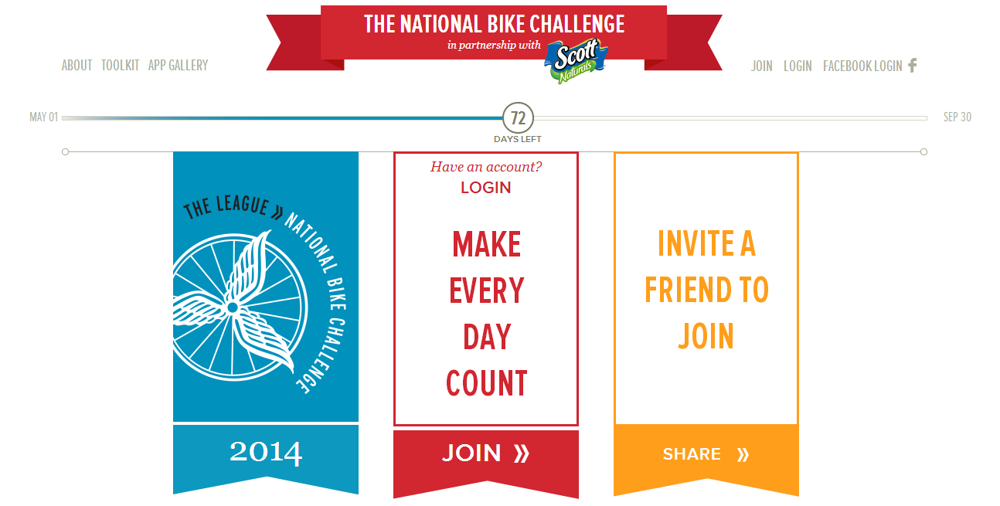 THE NATIONAL BIKE CHALLENGE
in partnership with Scott Naturals
ABOUT TOOLKIT APP GALLERY
JOIN LOGIN FACEBOOK LOGIN f
MAY 01
72
SEP 30
DAYS LEFT
THE LEAGUE » NATIONAL BIKE CHALLENGE
2014
Have an account?
LOGIN
MAKE
EVERY
DAY
COUNT
JOIN »
INVITE A
FRIEND TO
JOIN
SHARE »